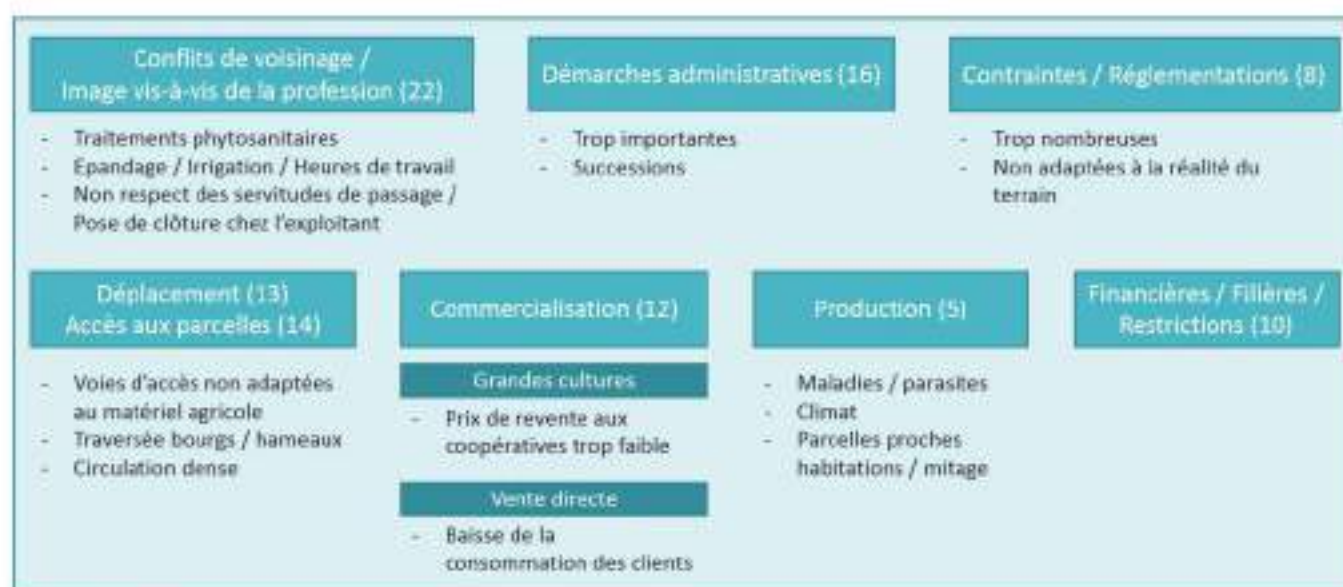 Conflits de voisinage /
Image vis-à-vis de la profession (22)
- Traitements phytosanitaires
- Epandage / Irrigation / Heures de travail
- Non respect des servitudes de passage /
Pose de clôture chez l'exploitant
Démarches administratives (16)
- Trop importantes
- Successions
Contraintes / Réglementations (8)
- Trop nombreuses
- Non adaptées à la réalité du
terrain
Déplacement (13)
Accès aux parcelles (14)
- Voies d'accès non adaptées
au matériel agricole
- Traversée bourgs / hameaux
- Circulation dense
Commercialisation (12)
Grandes cultures
- Prix de revente aux
coopératives trop faible
Vente directe
- Baisse de la
consommation des clients
Production (5)
- Maladies / parasites
- Climat
- Parcelles proches
habitations / mitage
Financières / Filières /
Restrictions (10)